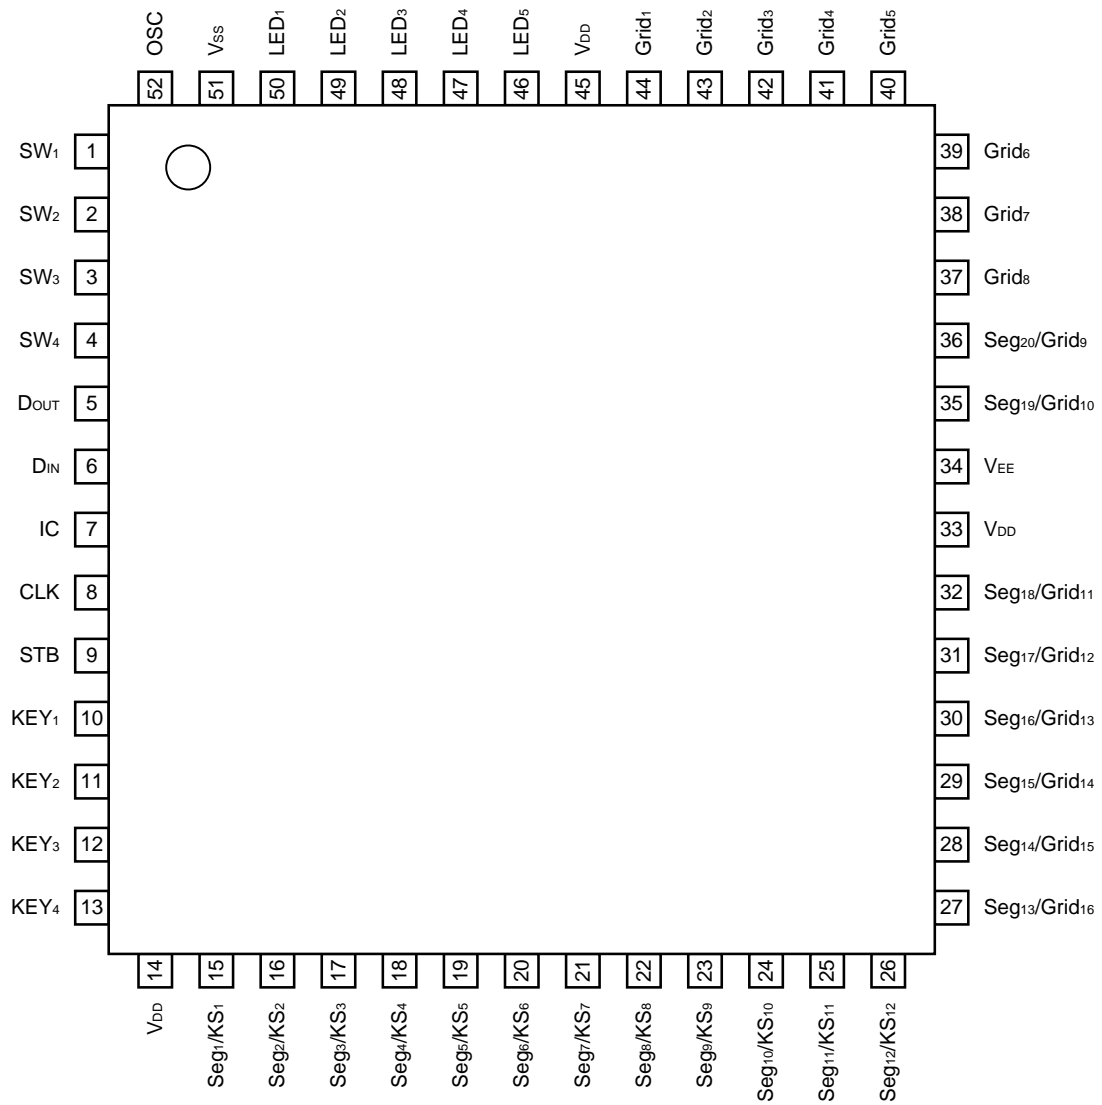 OSC
VSS
LED1
LED2
LED3
LED4
LED5
VDD
Grid1
Grid2
Grid3
Grid4
Grid5
52
51
50
49
48
47
46
45
44
43
42
41
40
SW1 1
SW2 2
SW3 3
SW4 4
DOUT 5
DIN 6
IC 7
CLK 8
STB 9
KEY1 10
KEY2 11
KEY3 12
KEY4 13
39 Grid6
38 Grid7
37 Grid8
36 Seg20/Grid9
35 Seg19/Grid10
34 VEE
33 VDD
32 Seg18/Grid11
31 Seg17/Grid12
30 Seg16/Grid13
29 Seg15/Grid14
28 Seg14/Grid15
27 Seg13/Grid16
14
15
16
17
18
19
20
21
22
23
24
25
26
VDD
Seg1/KS1
Seg2/KS2
Seg3/KS3
Seg4/KS4
Seg5/KS5
Seg6/KS6
Seg7/KS7
Seg8/KS8
Seg9/KS9
Seg10/KS10
Seg11/KS11
Seg12/KS12